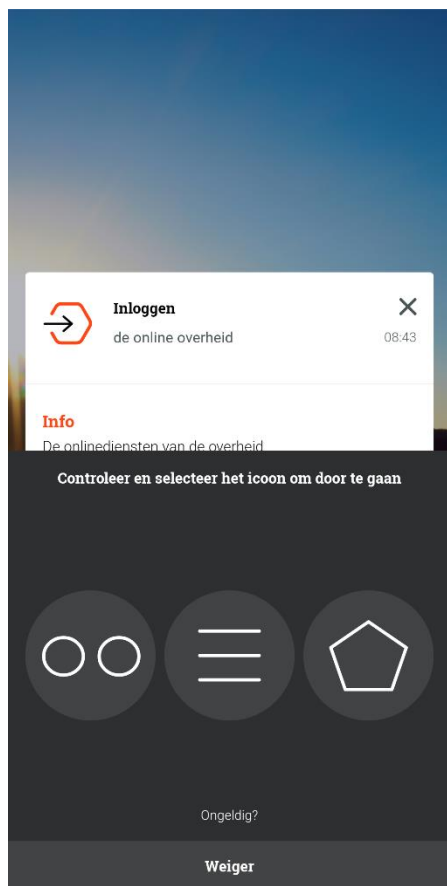 Inloggen
de online overheid
08:43
Info
De onlinediensten van de overheid
Controleer en selecteer het icoon om door te gaan
Ongeldig?
Weiger